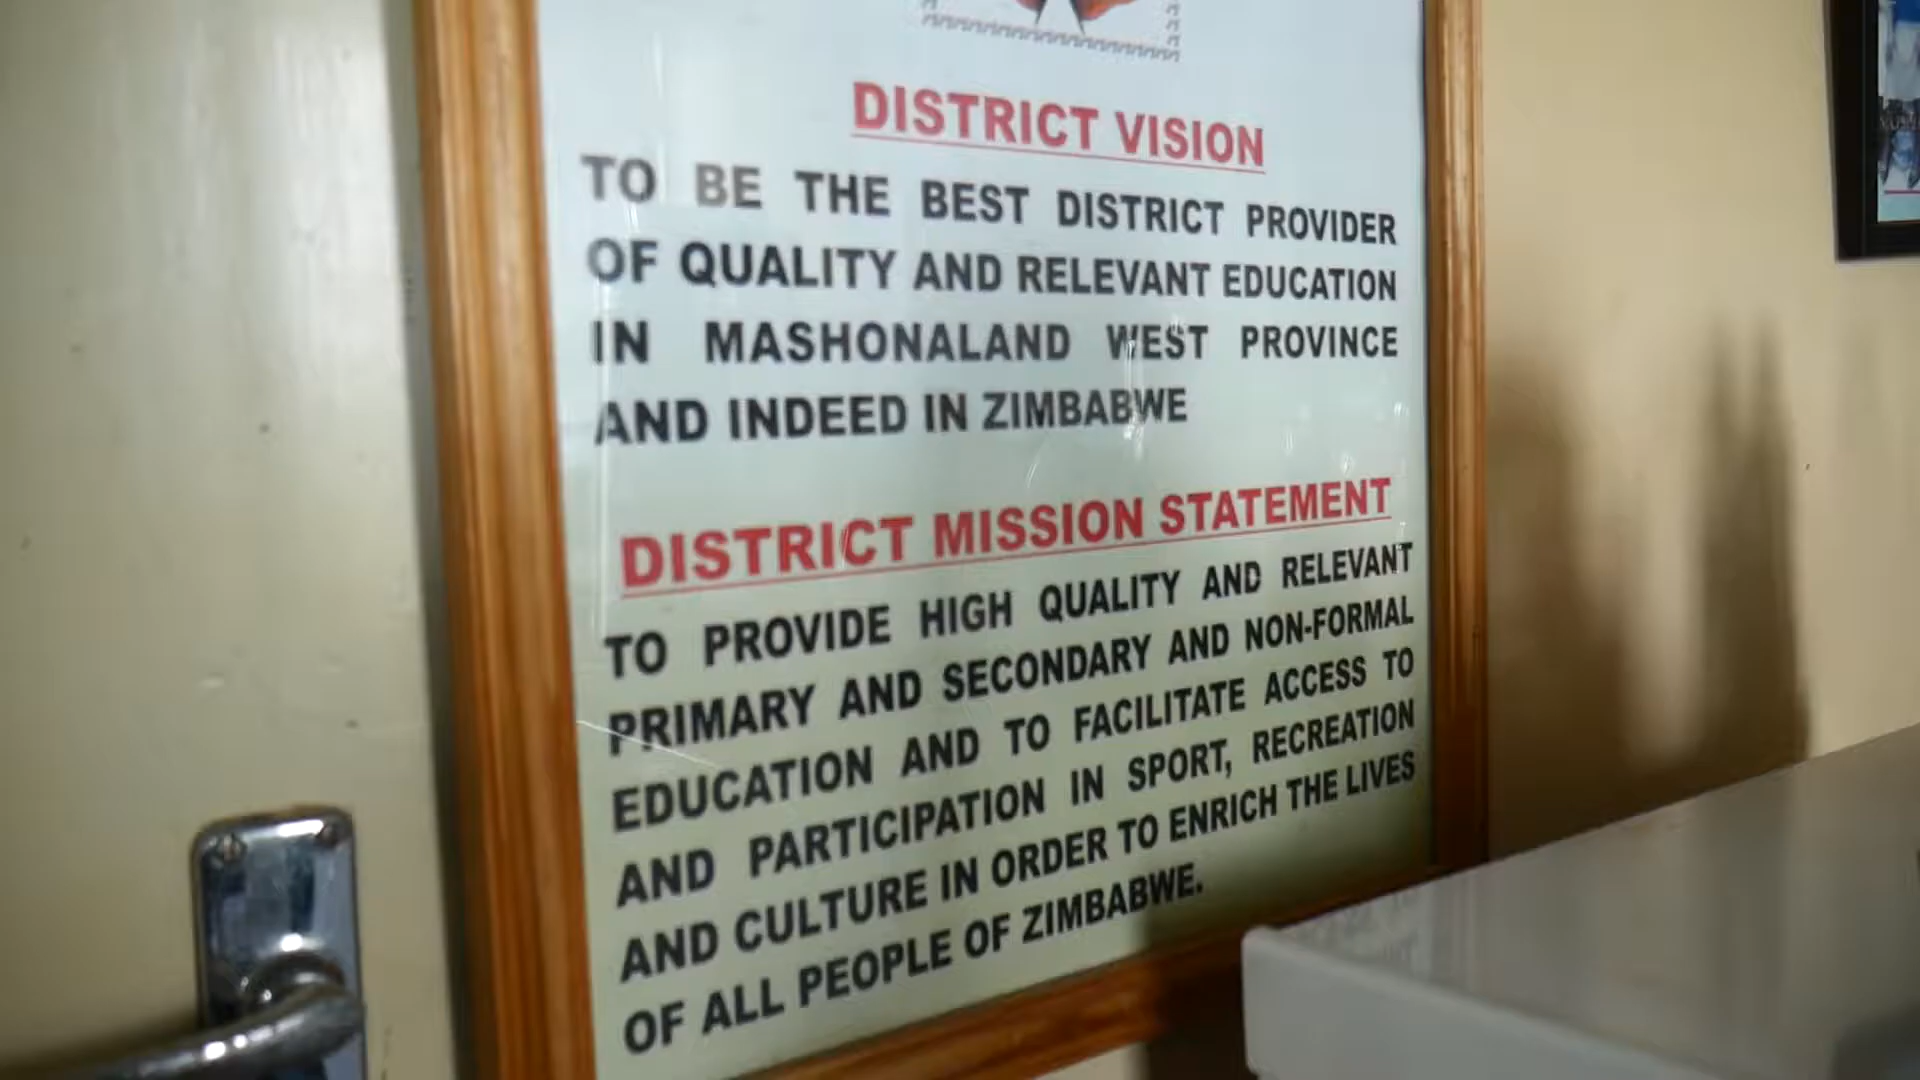 DISTRICT VISION
TO BE THE BEST DISTRICT PROVIDER
OF QUALITY AND RELEVANT EDUCATION
IN MASHONALAND WEST PROVINCE
AND INDEED IN ZIMBABWE
DISTRICT MISSION STATEMENT
TO PROVIDE HIGH QUALITY AND RELEVANT
PRIMARY AND SECONDARY AND NON-FORMAL
EDUCATION AND TO FACILITATE ACCESS TO
AND PARTICIPATION IN SPORT, RECREATION
AND CULTURE IN ORDER TO ENRICH THE LIVES
OF ALL PEOPLE OF ZIMBABWE.